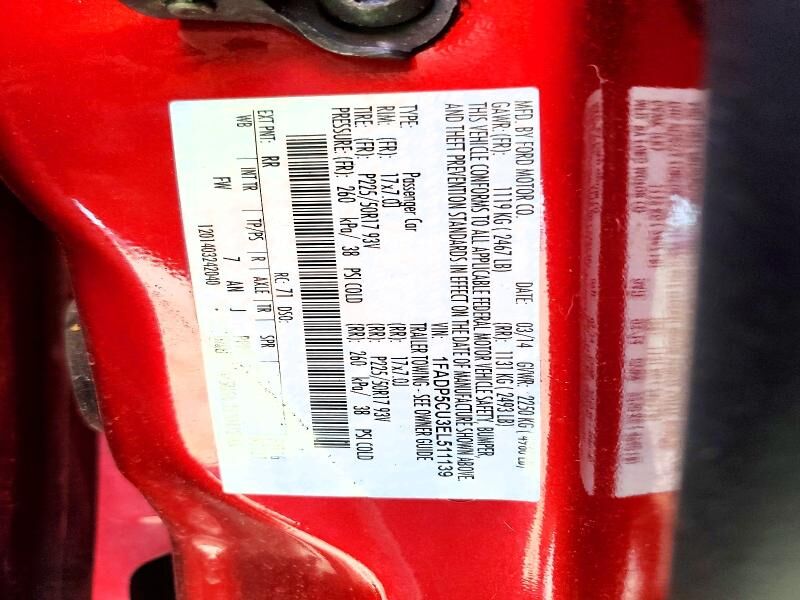 MFD. BY FORD MOTOR CO.
DATE: 03/14 GVWR: 2250 KG (4960 LB)
GAWR: (FR): 1119 KG (2467 LB) (RR): 1131 KG (2493 LB)
THIS VEHICLE CONFORMS TO ALL APPLICABLE FEDERAL MOTOR VEHICLE SAFETY, BUMPER,
AND THEFT PREVENTION STANDARDS IN EFFECT ON THE DATE OF MANUFACTURE SHOWN ABOVE.
VIN: 1FADP5CU3EL511139
TYPE: Passenger Car TRAILER TOWING - SEE OWNER GUIDE
RIM: (FR): 17x7.0J (RR): 17x7.0J
TIRE: (FR): P225/50R17 93V (RR): P225/50R17 93V
PRESSURE: (FR): 260 kPa/ 38 PSI COLD (RR): 260 kPa/ 38 PSI COLD
RC: 71 DSO:
EXT PNT: RR
WB INT TR TP/PS R AXLE TR SPR
FW 7 AN J
1201403242040